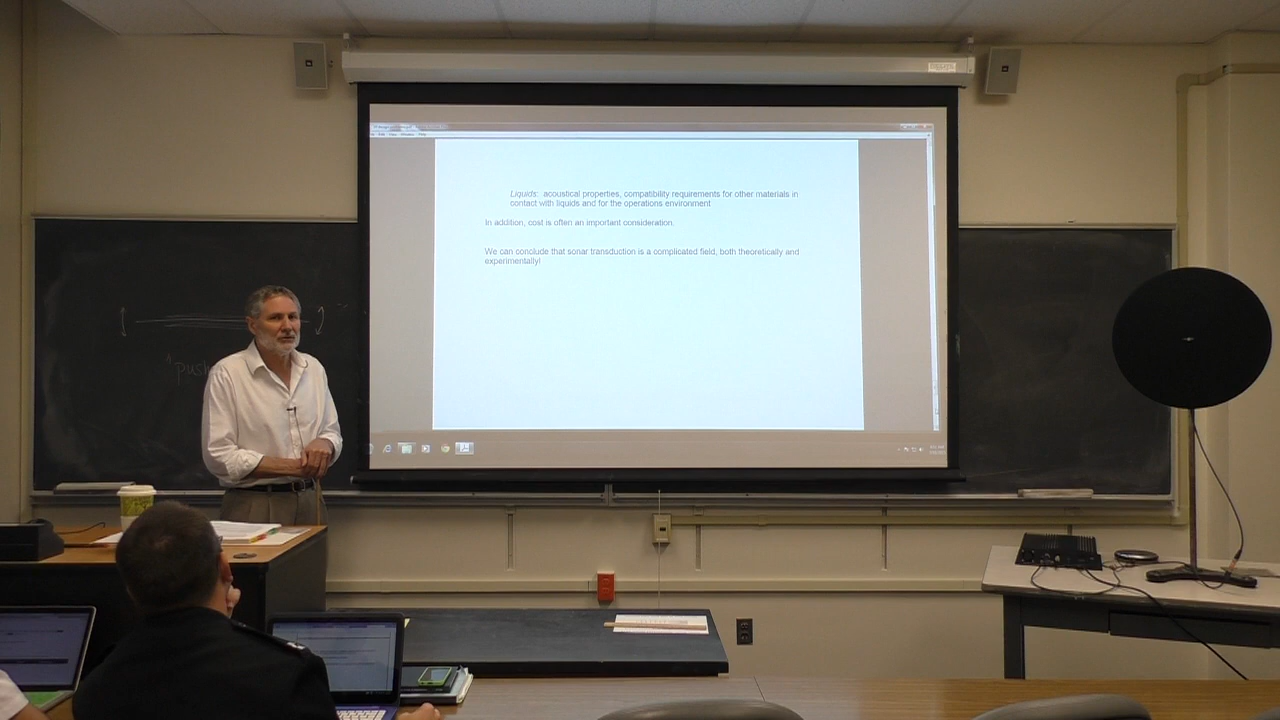 Liquids: acoustical properties, compatibility requirements for other materials in
contact with liquids and for the operations environment
In addition, cost is often an important consideration.
We can conclude that sonar transduction is a complicated field, both theoretically and
experimentally!
push